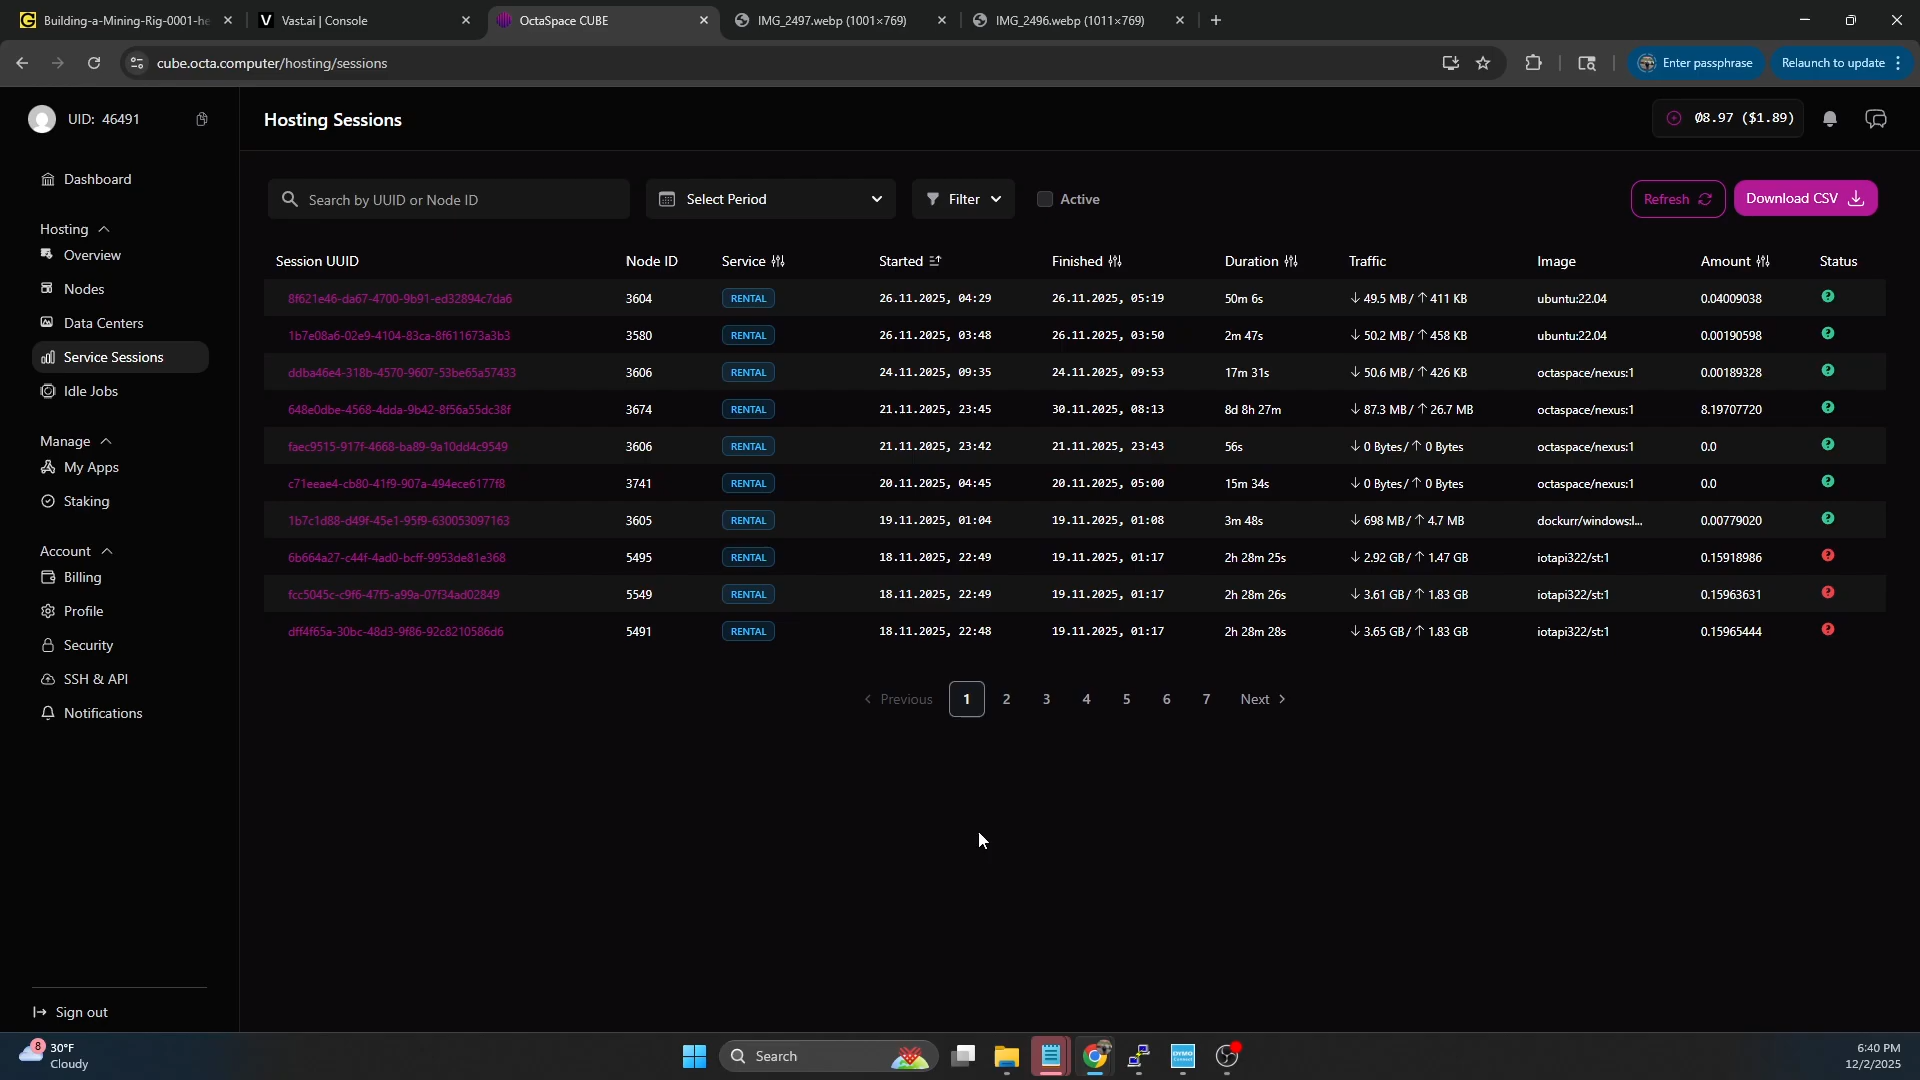 Building-a-Mining-Rig-0001-he
Vast.ai | Console
OctaSpace CUBE
IMG_2497.webp (1001×769)
IMG_2496.webp (1011×769)
cube.octa.computer/hosting/sessions
Enter passphrase
Relaunch to update
UID: 46491
Hosting Sessions
Ø8.97 ($1.89)
Dashboard
Hosting
Overview
Nodes
Data Centers
Service Sessions
Idle Jobs
Manage
My Apps
Staking
Account
Billing
Profile
Security
SSH & API
Notifications
Sign out
Search by UUID or Node ID
Select Period
Filter
Active
Refresh
Download CSV
Session UUID Node ID Service Started Finished Duration Traffic Image Amount Status
8f621e46-da67-4700-9b91-ed32894c7da6 3604 RENTAL 26.11.2025, 04:29 26.11.2025, 05:19 50m 6s ↓ 49.5 MB / ↑ 411 KB ubuntu:22.04 0.04009038 ?
1b7e08a6-02e9-4104-83ca-8f611673a3b3 3580 RENTAL 26.11.2025, 03:48 26.11.2025, 03:50 2m 47s ↓ 50.2 MB / ↑ 458 KB ubuntu:22.04 0.00190598 ?
ddba46e4-318b-4570-9607-53be65a57433 3606 RENTAL 24.11.2025, 09:35 24.11.2025, 09:53 17m 31s ↓ 50.6 MB / ↑ 426 KB octaspace/nexus:1 0.00189328 ?
648e0dbe-4568-4dda-9b42-8f56a55dc38f 3674 RENTAL 21.11.2025, 23:45 30.11.2025, 08:13 8d 8h 27m ↓ 87.3 MB / ↑ 26.7 MB octaspace/nexus:1 8.19707720 ?
faec9515-917f-4668-ba89-9a10dd4c9549 3606 RENTAL 21.11.2025, 23:42 21.11.2025, 23:43 56s ↓ 0 Bytes / ↑ 0 Bytes octaspace/nexus:1 0.0 ?
c71eeae4-cb80-41f9-907a-494ece6177f8 3741 RENTAL 20.11.2025, 04:45 20.11.2025, 05:00 15m 34s ↓ 0 Bytes / ↑ 0 Bytes octaspace/nexus:1 0.0 ?
1b7c1d88-d49f-45e1-95f9-630053097163 3605 RENTAL 19.11.2025, 01:04 19.11.2025, 01:08 3m 48s ↓ 698 MB / ↑ 4.7 MB dockurr/windows:l... 0.00779020 ?
6b664a27-c44f-4ad0-bcff-9953de81e368 5495 RENTAL 18.11.2025, 22:49 19.11.2025, 01:17 2h 28m 25s ↓ 2.92 GB / ↑ 1.47 GB iotapi322/st:1 0.15918986 ?
fcc5045c-c9f6-47f5-a99a-07f34ad02849 5549 RENTAL 18.11.2025, 22:49 19.11.2025, 01:17 2h 28m 26s ↓ 3.61 GB / ↑ 1.83 GB iotapi322/st:1 0.15963631 ?
dff4f65a-30bc-48d3-9f86-92c8210586d6 5491 RENTAL 18.11.2025, 22:48 19.11.2025, 01:17 2h 28m 28s ↓ 3.65 GB / ↑ 1.83 GB iotapi322/st:1 0.15965444 ?
Previous 1 2 3 4 5 6 7 Next
8
30°F
Cloudy
Search
DYMO
6:40 PM
12/2/2025